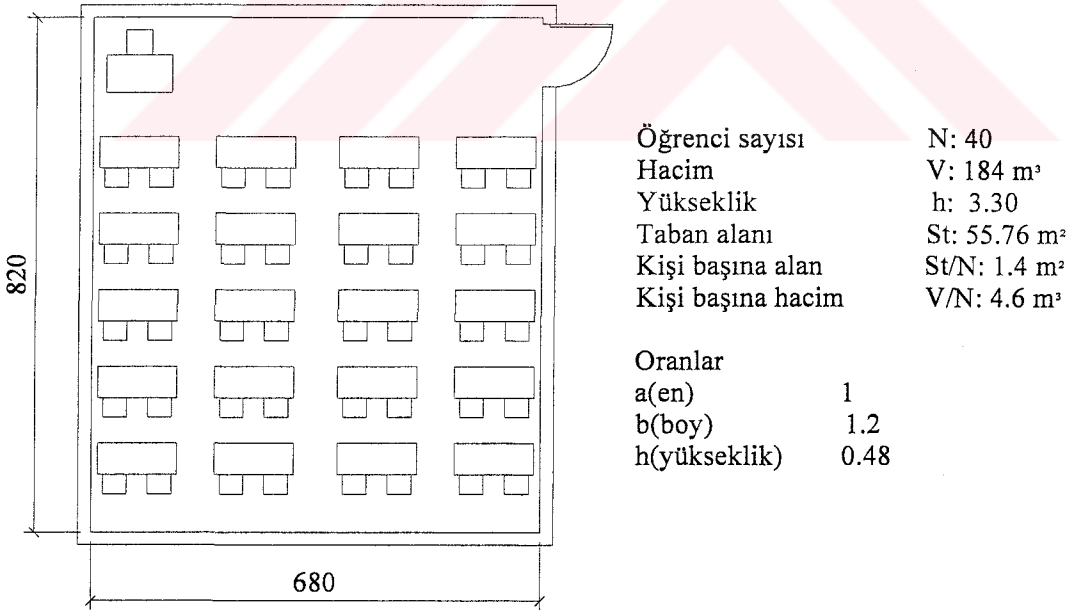 820
680
Öğrenci sayısı N: 40
Hacim V: 184 m³
Yükseklik h: 3.30
Taban alanı St: 55.76 m²
Kişi başına alan St/N: 1.4 m²
Kişi başına hacim V/N: 4.6 m³
Oranlar
a(en) 1
b(boy) 1.2
h(yükseklik) 0.48